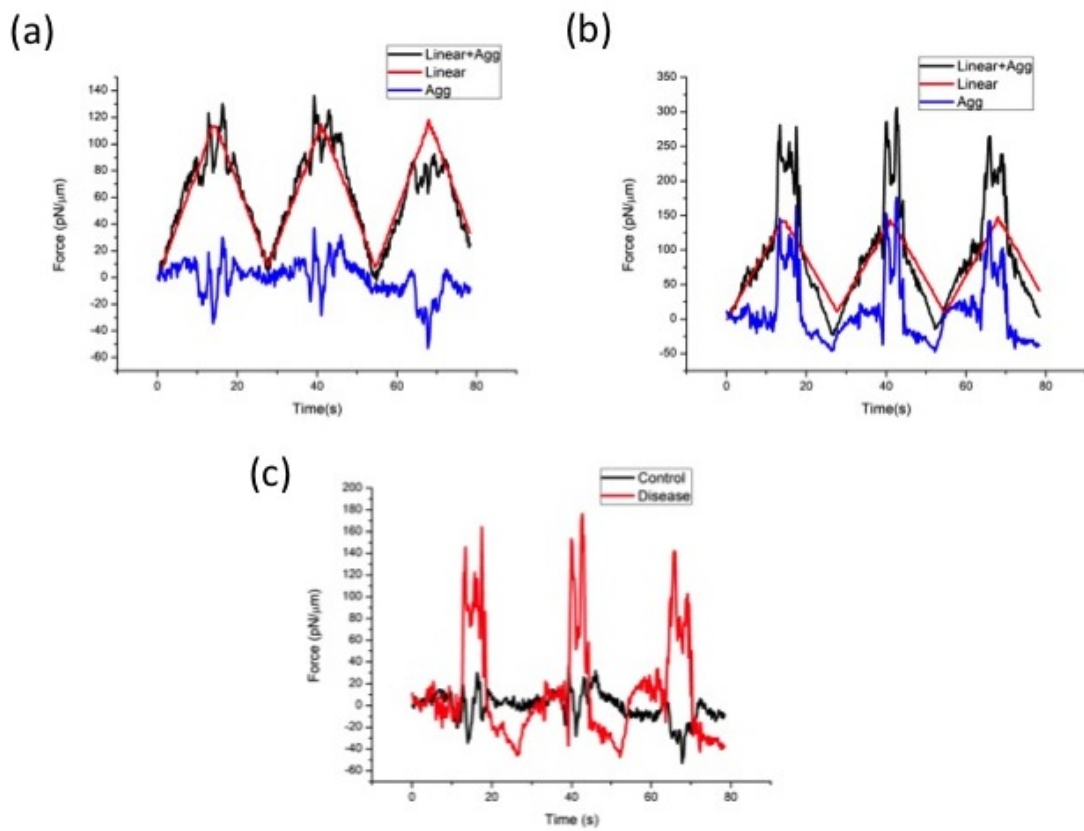 (a)
Linear+Agg
Linear
Agg
140
120
100
80
60
40
20
0
-20
-40
-60
Force (pN/μm)
0 20 40 60 80
Time(s)
(b)
Linear+Agg
Linear
Agg
350
300
250
200
150
100
50
0
-50
Force (pN/μm)
0 20 40 60 80
Time(s)
(c)
Control
Disease
200
180
160
140
120
100
80
60
40
20
0
-20
-40
-60
Force (pN/μm)
0 20 40 60 80
Time (s)